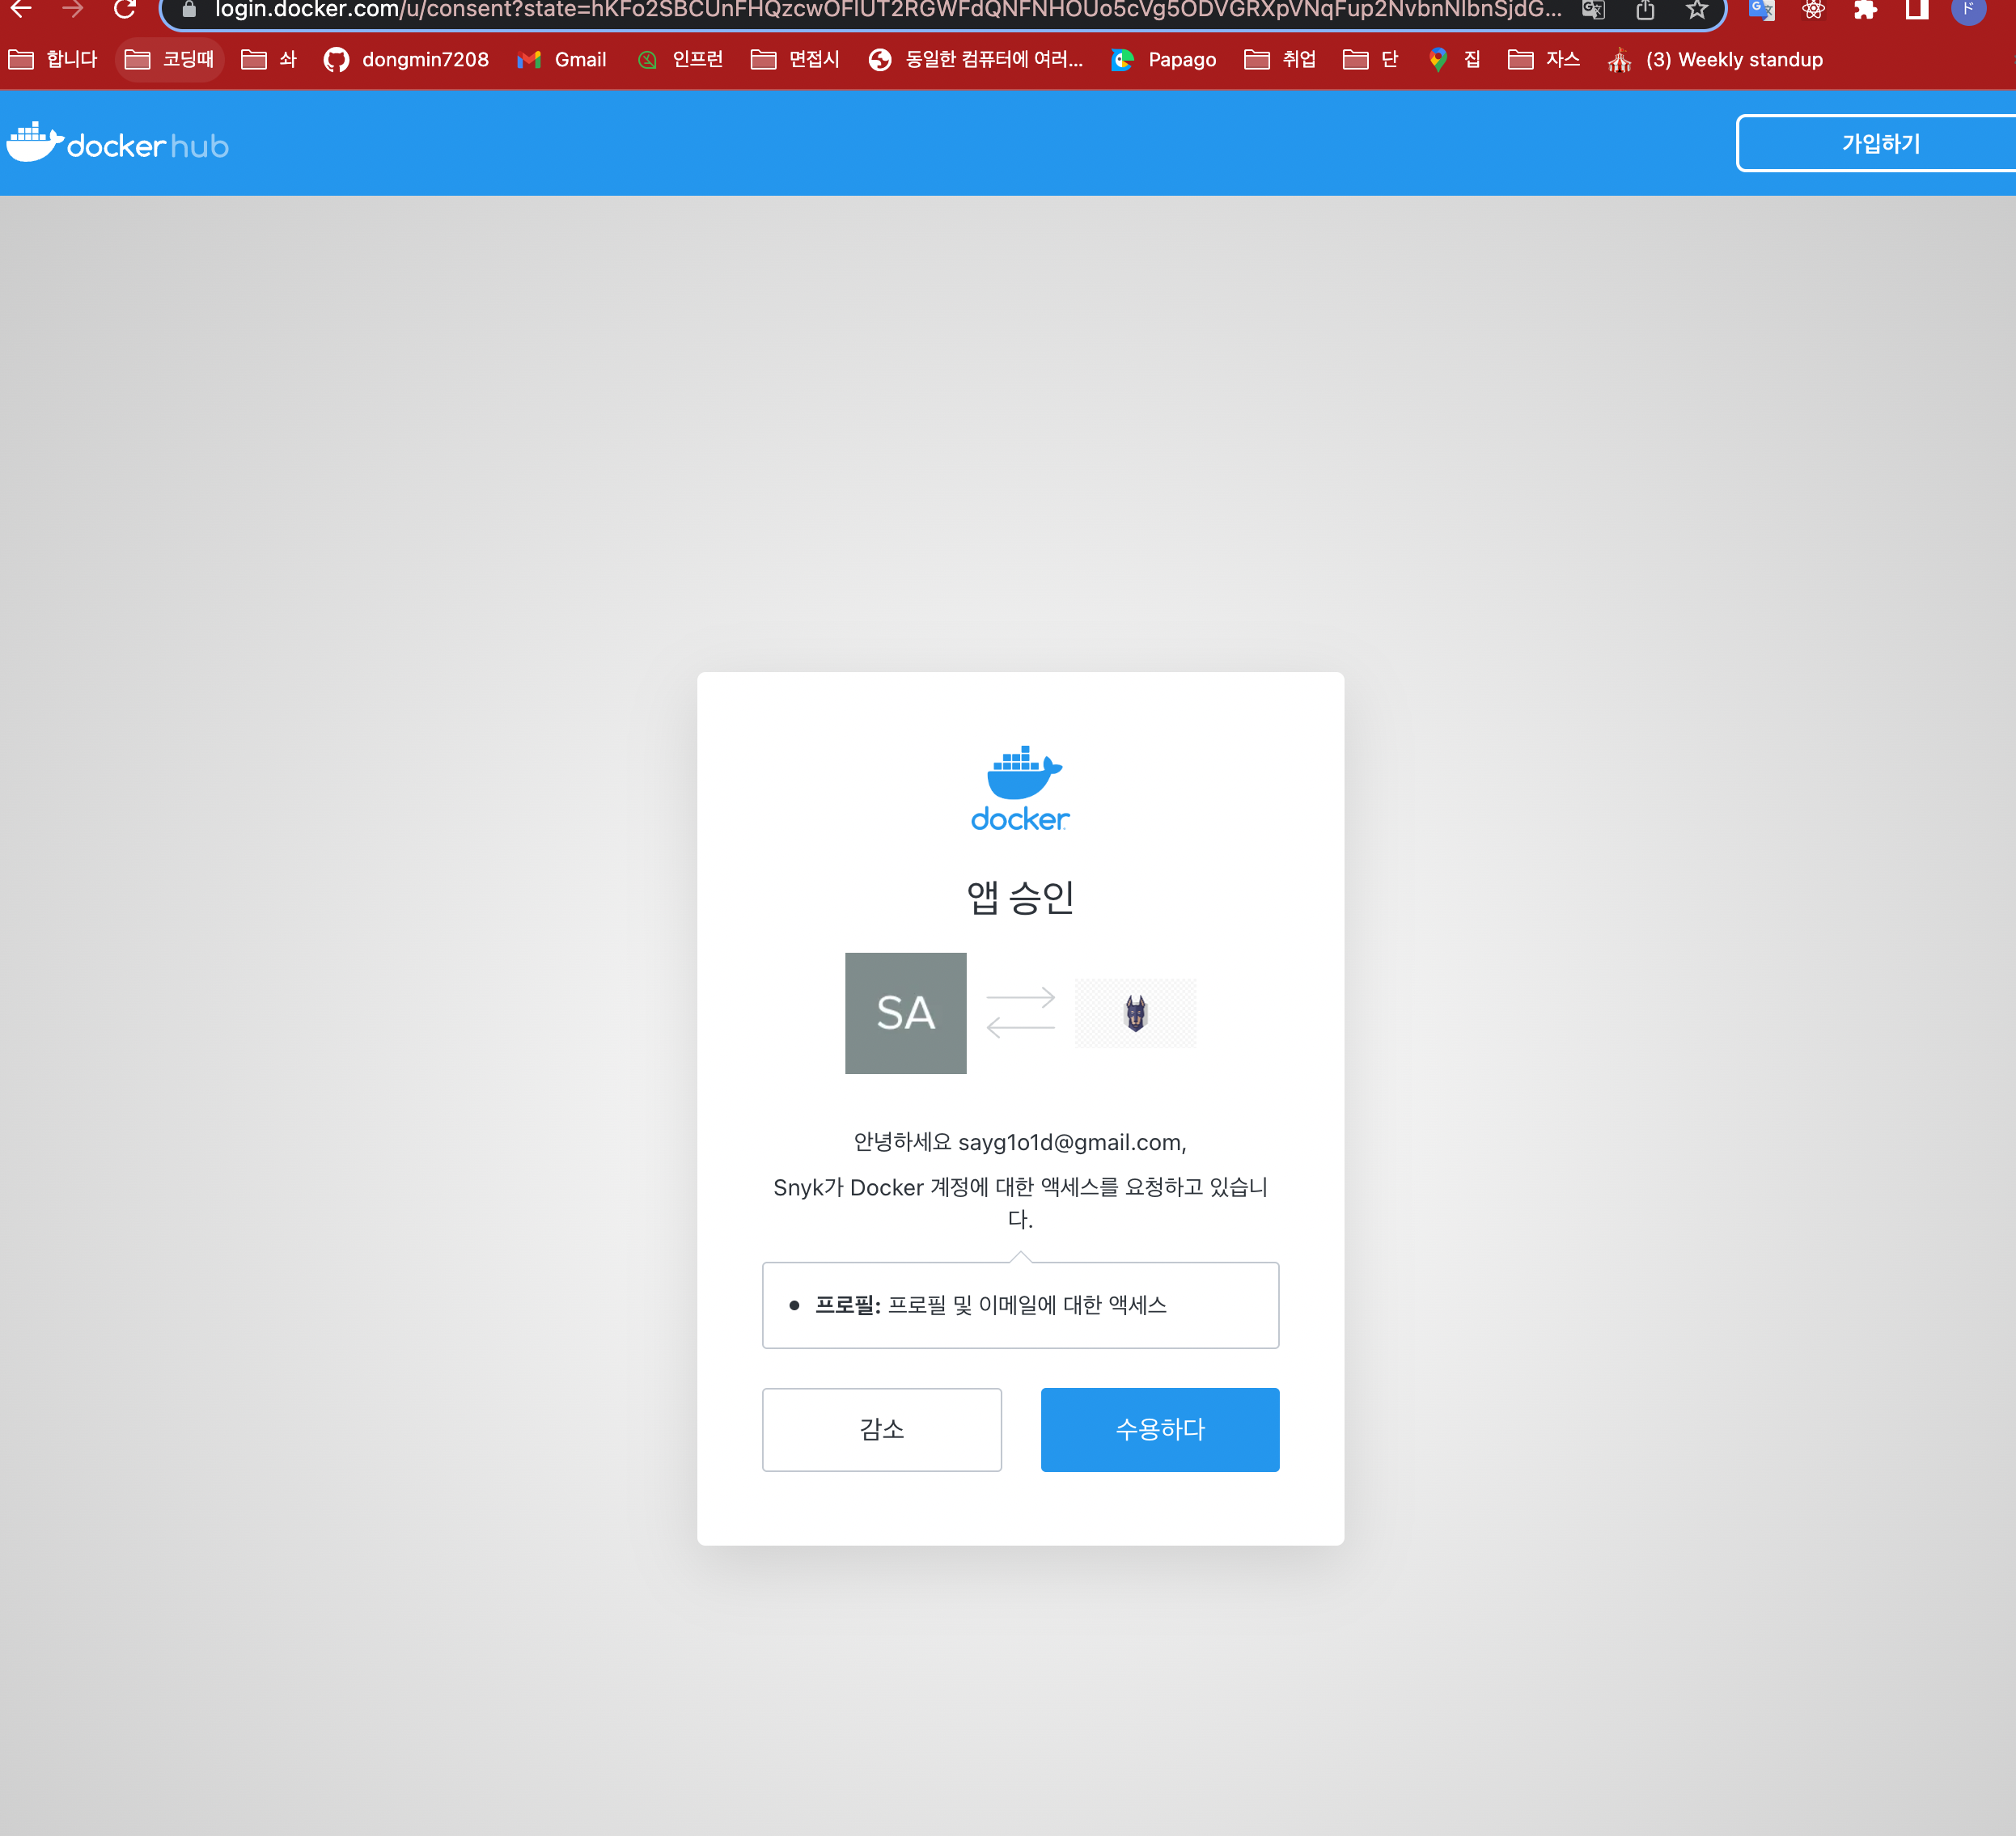 login.docker.com/u/consent?state=hKFo2SBCUnFHQzcwOFlUT2RGWFdQNFNHOUo5cVg5ODVGRXpVNqFup2NvbnNlbnSjdG...
합니다 코딩때 솨 dongmin7208 Gmail 인프런 면접시 동일한 컴퓨터에 여러... Papago 취업 단 집 자스 (3) Weekly standup
docker hub 가입하기
docker
앱 승인
SA
안녕하세요 sayg1o1d@gmail.com,
Snyk가 Docker 계정에 대한 액세스를 요청하고 있습니
다.
프로필: 프로필 및 이메일에 대한 액세스
감소 수용하다